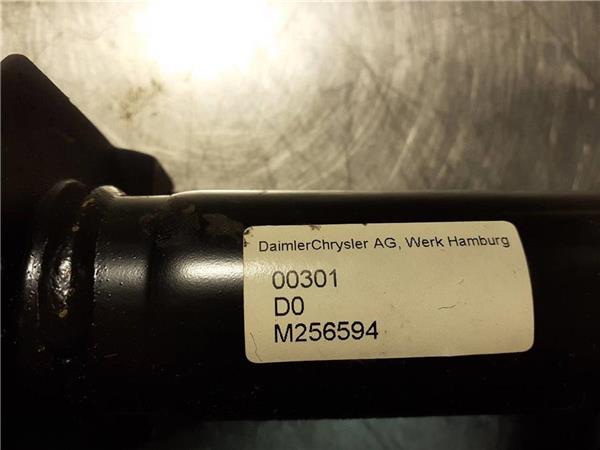 DaimlerChrysler AG, Werk Hamburg
00301
D0
M256594